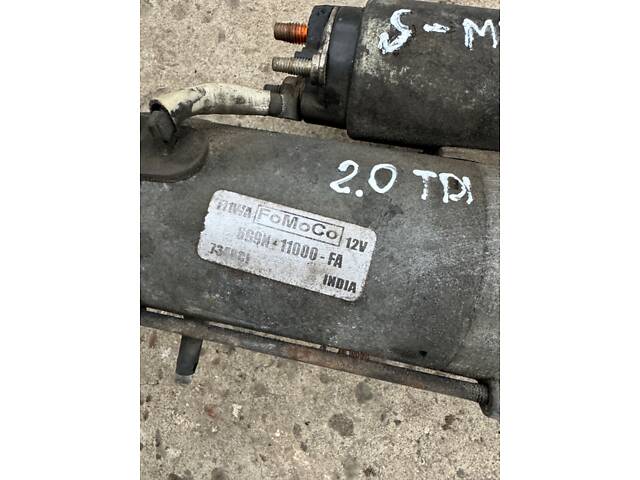 S-M
2.0 TDI
FoMoCo 12V
6G9N-11000-FA
INDIA